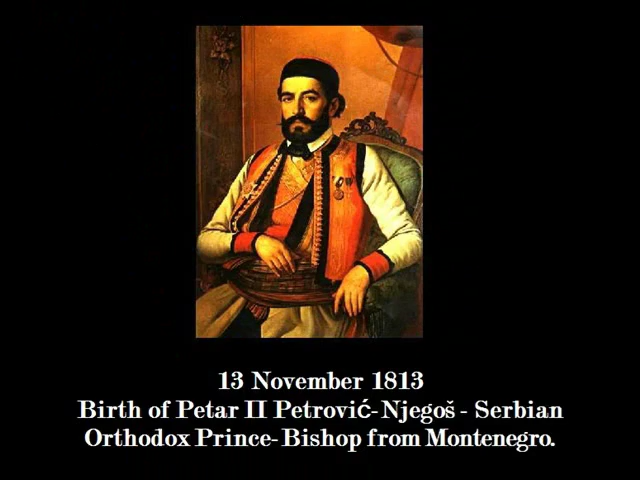 13 November 1813
Birth of Petar II Petrović-Njegoš - Serbian
Orthodox Prince-Bishop from Montenegro.